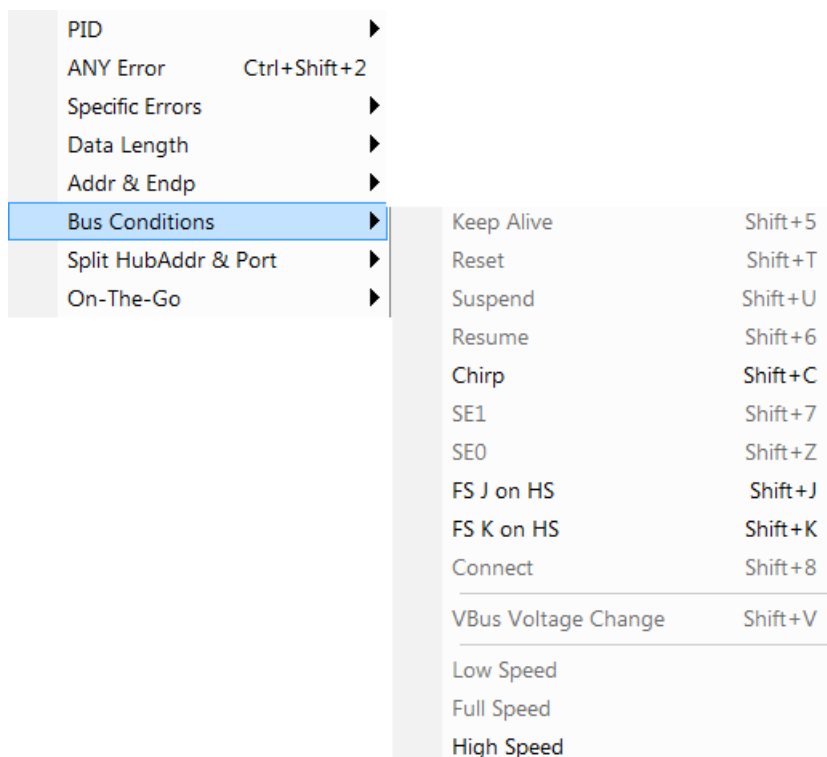 PID
ANY Error Ctrl+Shift+2
Specific Errors
Data Length
Addr & Endp
Bus Conditions
Split HubAddr & Port
On-The-Go
Keep Alive Shift+5
Reset Shift+T
Suspend Shift+U
Resume Shift+6
Chirp Shift+C
SE1 Shift+7
SE0 Shift+Z
FS J on HS Shift+J
FS K on HS Shift+K
Connect Shift+8
VBus Voltage Change Shift+V
Low Speed
Full Speed
High Speed